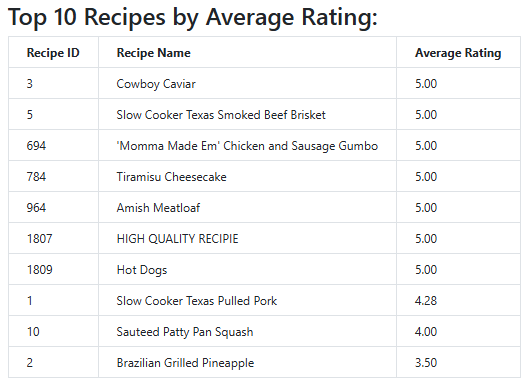 Top 10 Recipes by Average Rating:
Recipe ID Recipe Name Average Rating
3 Cowboy Caviar 5.00
5 Slow Cooker Texas Smoked Beef Brisket 5.00
694 'Momma Made Em' Chicken and Sausage Gumbo 5.00
784 Tiramisu Cheesecake 5.00
964 Amish Meatloaf 5.00
1807 HIGH QUALITY RECIPIE 5.00
1809 Hot Dogs 5.00
1 Slow Cooker Texas Pulled Pork 4.28
10 Sauteed Patty Pan Squash 4.00
2 Brazilian Grilled Pineapple 3.50